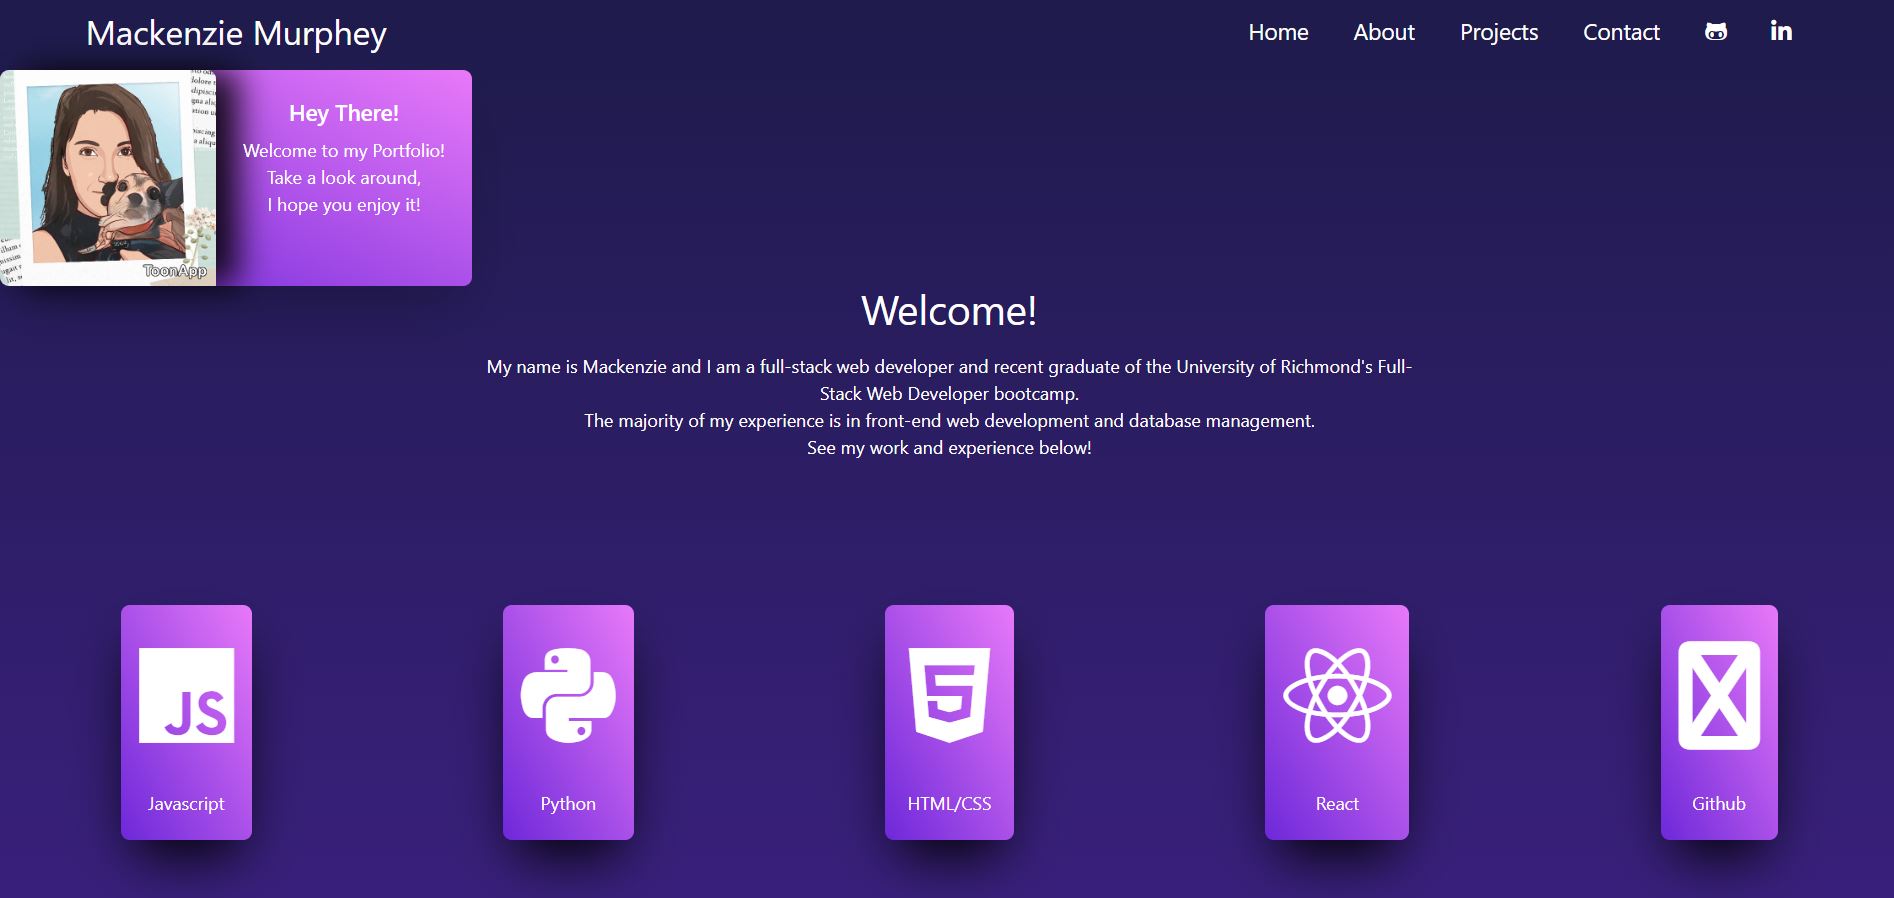 Mackenzie Murphey
Home About Projects Contact in
Hey There!
Welcome to my Portfolio!
Take a look around,
I hope you enjoy it!
ToonApp
Welcome!
My name is Mackenzie and I am a full-stack web developer and recent graduate of the University of Richmond's Full-
Stack Web Developer bootcamp.
The majority of my experience is in front-end web development and database management.
See my work and experience below!
JS
5
Javascript
Python
HTML/CSS
React
Github